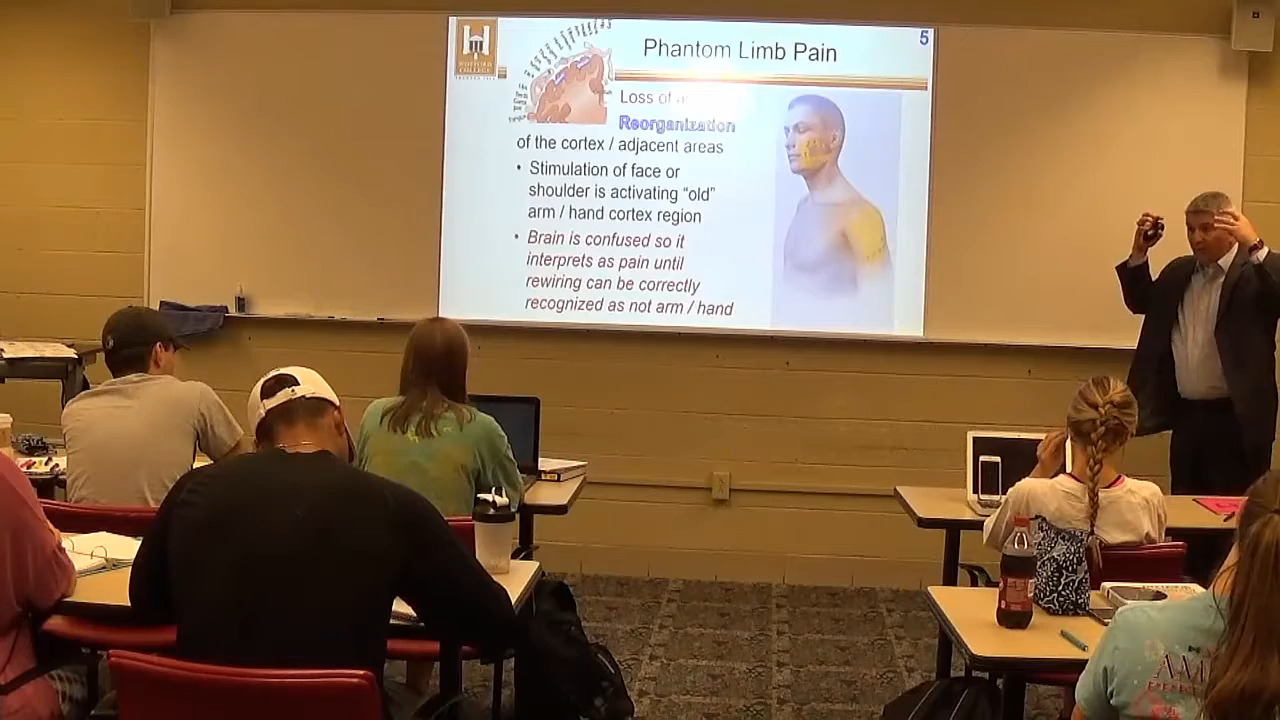 5
Phantom Limb Pain
WOFFORD
COLLEGE
Loss of
Reorganization
of the cortex / adjacent areas
• Stimulation of face or
shoulder is activating “old”
arm / hand cortex region
• Brain is confused so it
interprets as pain until
rewiring can be correctly
recognized as not arm / hand